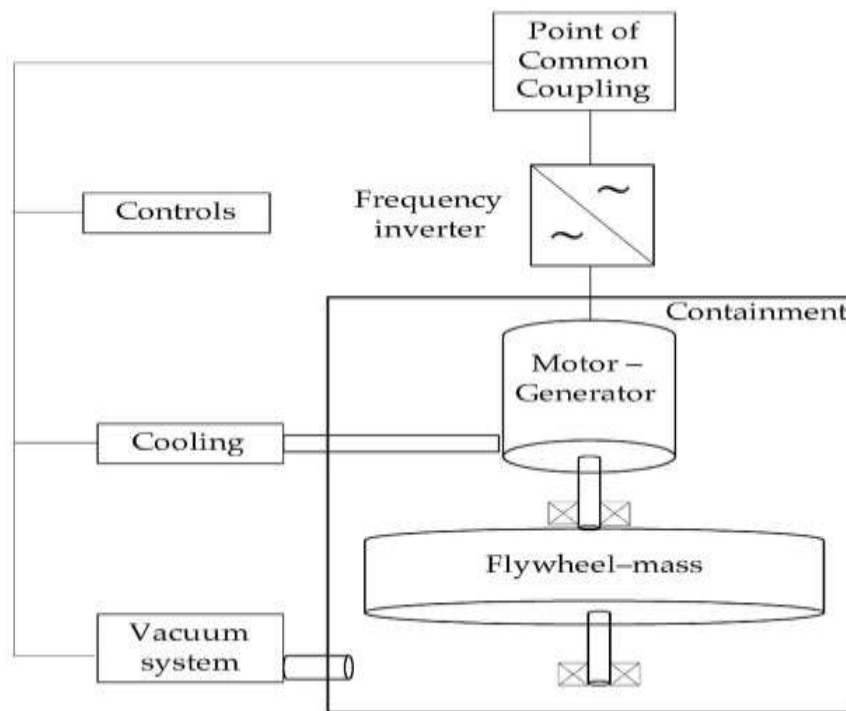 Point of
Common
Coupling
Controls
Frequency
inverter
~
~
Containment
Motor –
Generator
Cooling
Flywheel–mass
Vacuum
system